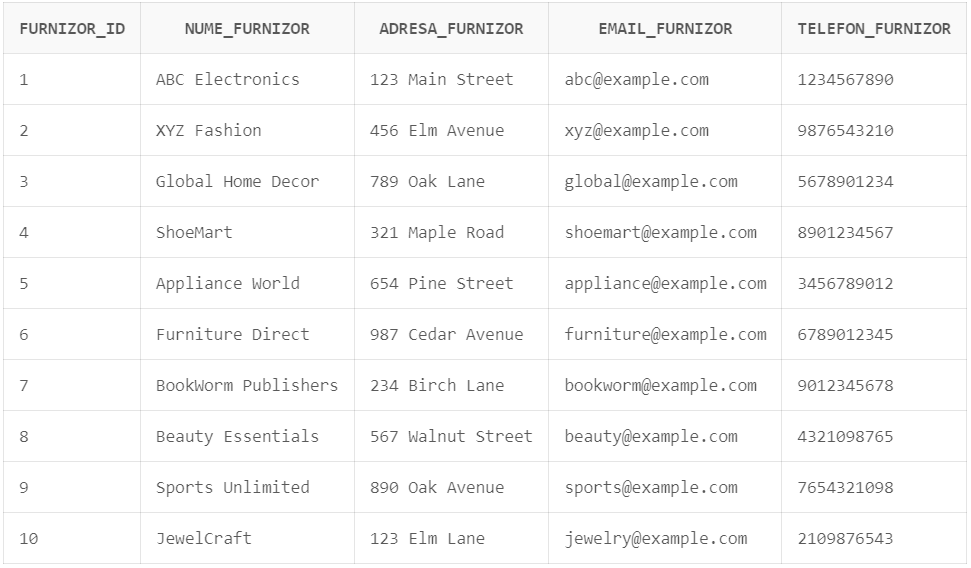 FURNIZOR_ID NUME_FURNIZOR ADRESA_FURNIZOR EMAIL_FURNIZOR TELEFON_FURNIZOR
1 ABC Electronics 123 Main Street abc@example.com 1234567890
2 XYZ Fashion 456 Elm Avenue xyz@example.com 9876543210
3 Global Home Decor 789 Oak Lane global@example.com 5678901234
4 ShoeMart 321 Maple Road shoemart@example.com 8901234567
5 Appliance World 654 Pine Street appliance@example.com 3456789012
6 Furniture Direct 987 Cedar Avenue furniture@example.com 6789012345
7 BookWorm Publishers 234 Birch Lane bookworm@example.com 9012345678
8 Beauty Essentials 567 Walnut Street beauty@example.com 4321098765
9 Sports Unlimited 890 Oak Avenue sports@example.com 7654321098
10 JewelCraft 123 Elm Lane jewelry@example.com 2109876543